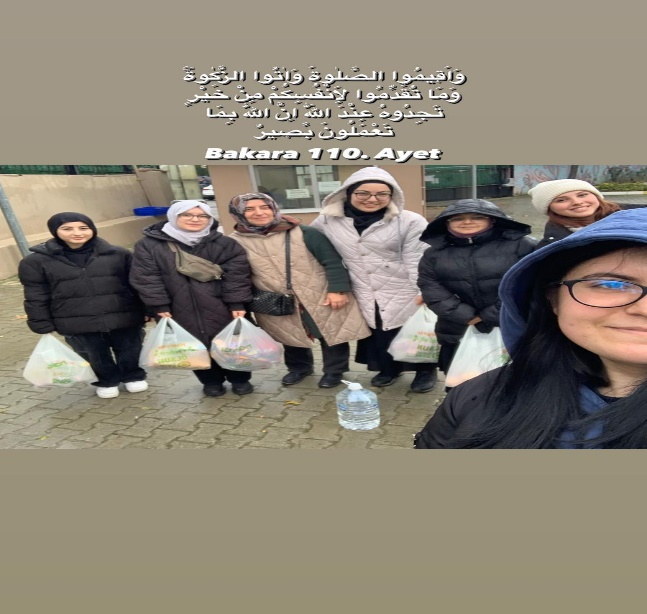 وَاَقٖيمُوا الصَّلٰوةَ وَاٰتُوا الزَّكٰوةَ
وَمَا تُقَدِّمُوا لِاَنْفُسِكُمْ مِنْ خَيْرٍ
تَجِدُوهُ عِنْدَ اللّٰهِ اِنَّ اللّٰهَ بِمَا
تَعْمَلُونَ بَصٖيرٌ
Bakara 110. Ayet